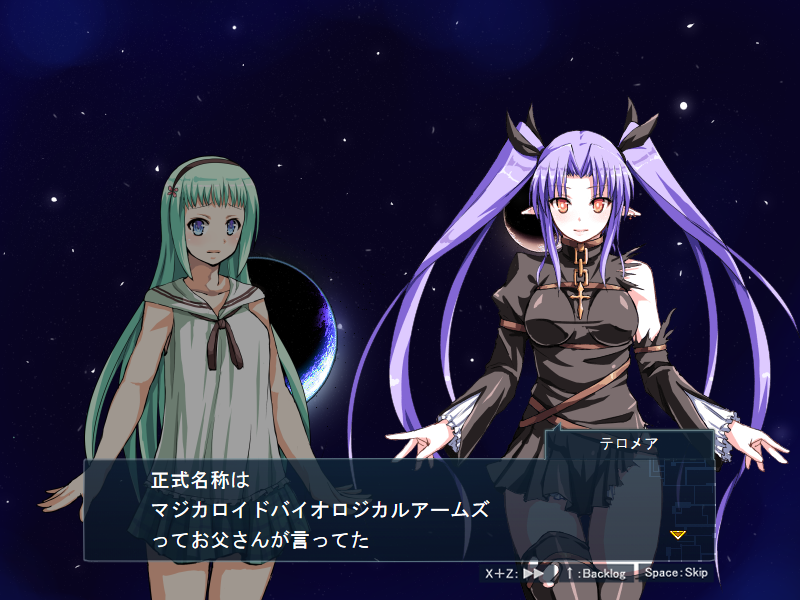 テロメア
正式名称は
マジカロイドバイオロジカルアームズ
ってお父さんが言ってた
X+Z:▶▶ ↑:Backlog Space:Skip